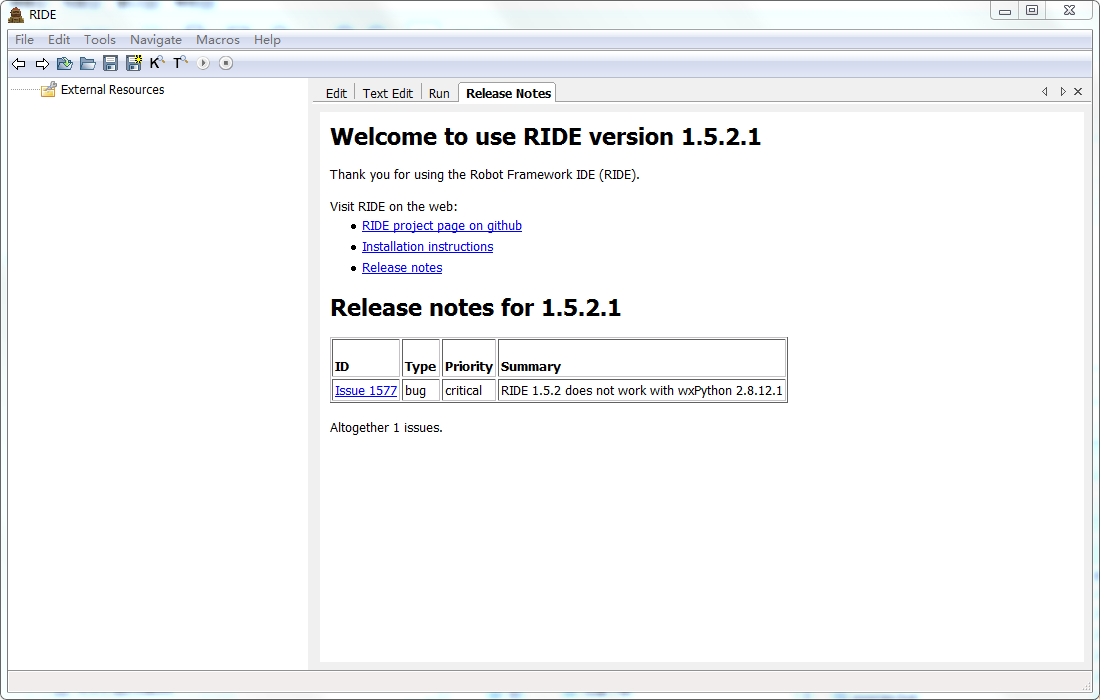 RIDE
File Edit Tools Navigate Macros Help
K T
External Resources
Edit Text Edit Run Release Notes
Welcome to use RIDE version 1.5.2.1
Thank you for using the Robot Framework IDE (RIDE).
Visit RIDE on the web:
RIDE project page on github
Installation instructions
Release notes
Release notes for 1.5.2.1
ID Type Priority Summary
Issue 1577 bug critical RIDE 1.5.2 does not work with wxPython 2.8.12.1
Altogether 1 issues.